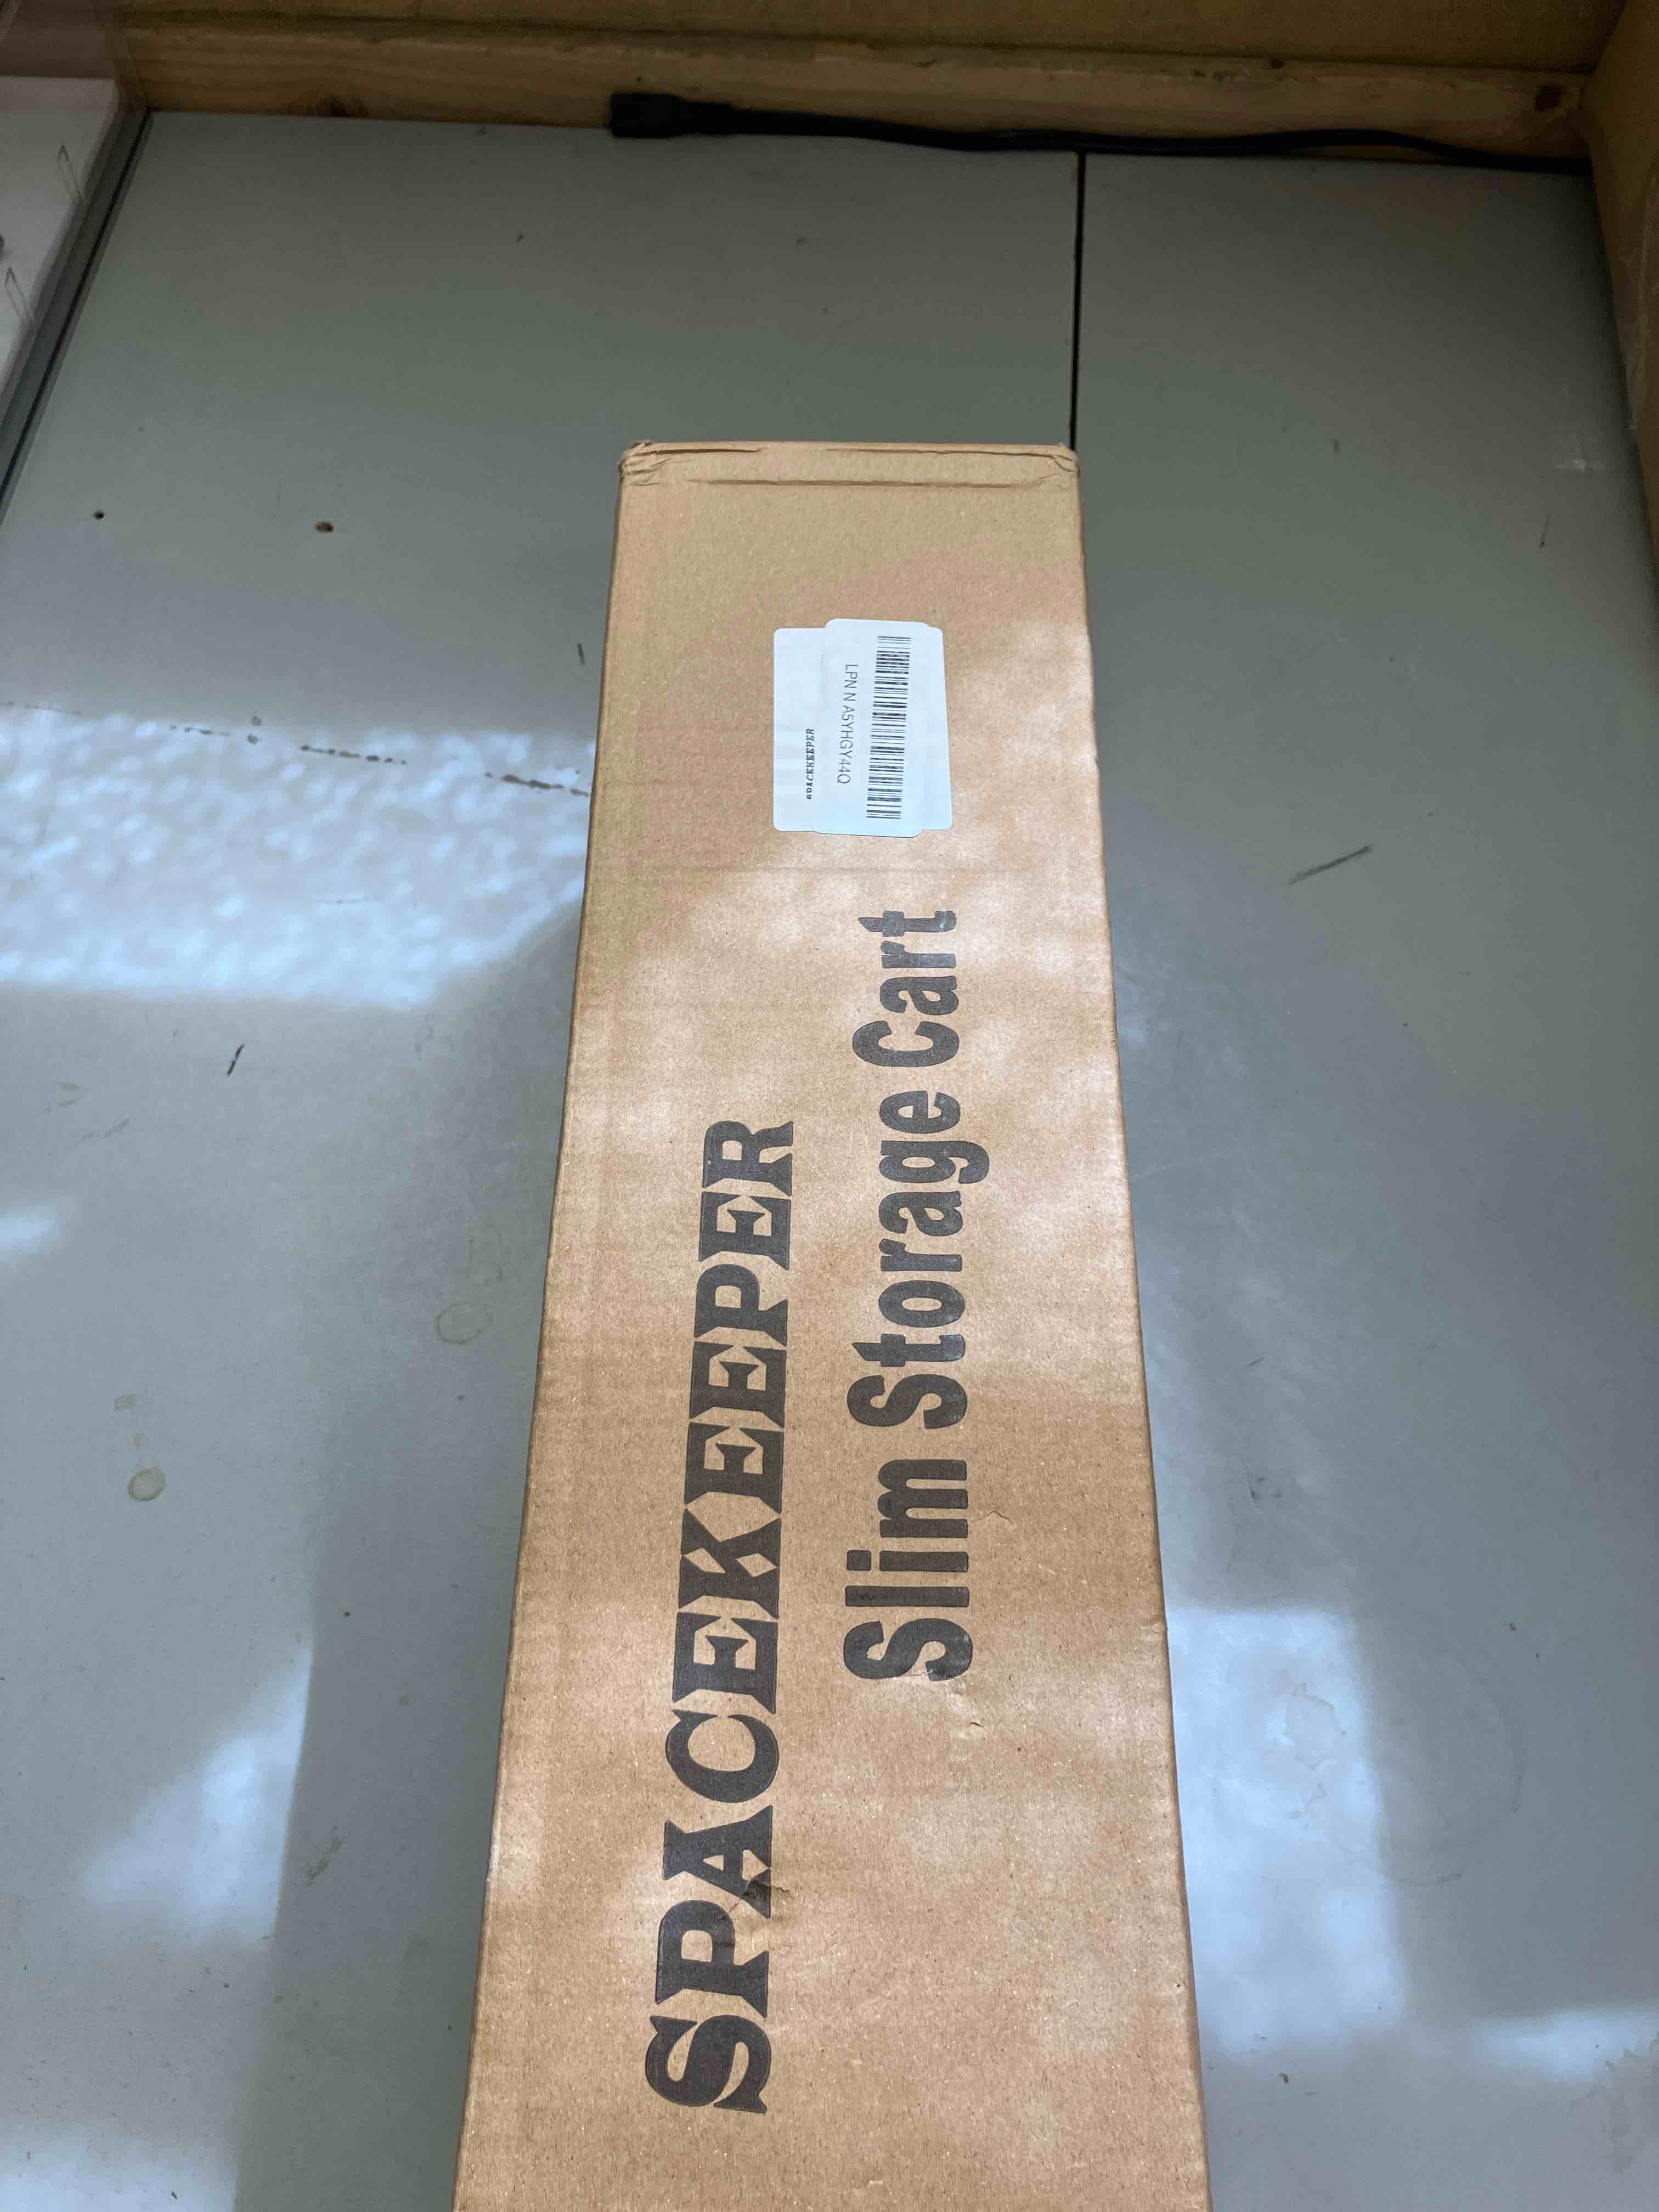 SPACEKEEPER
Slim Storage Cart
SPACEKEEPER
LPN N A5YHGY44Q